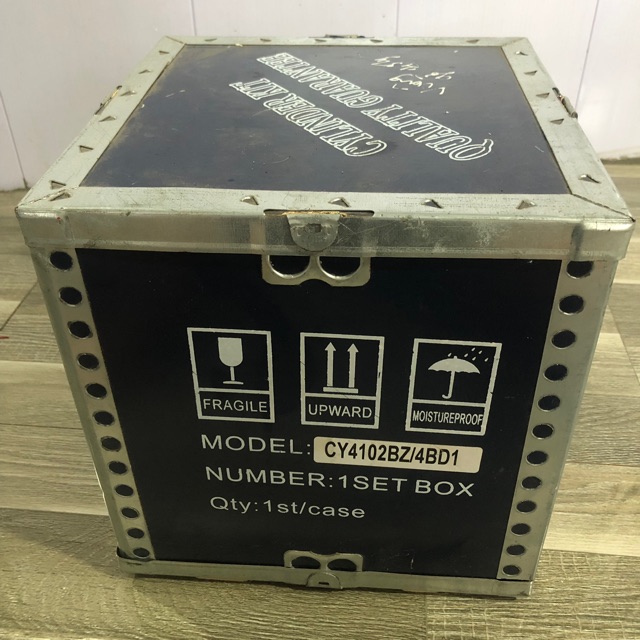 CYLINDER KIT
QUALITY GUARANTEE
FRAGILE
UPWARD
MOISTUREPROOF
MODEL: CY4102BZ/4BD1
NUMBER:1SET BOX
Qty:1st/case